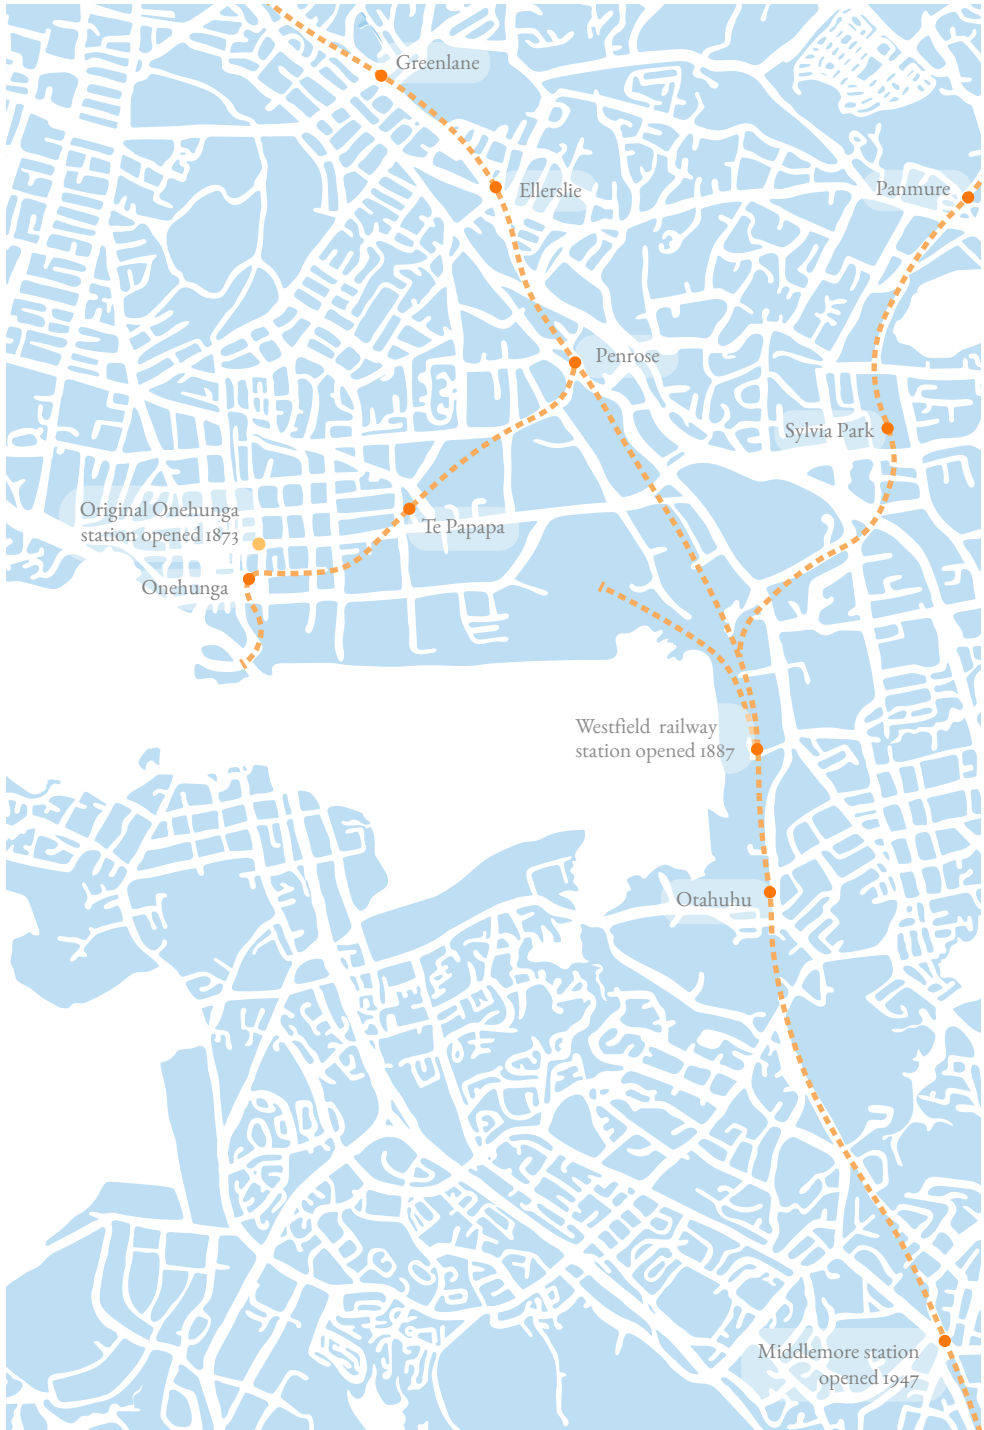 Greenlane
Ellerslie
Panmure
Penrose
Sylvia Park
Original Onehunga
station opened 1873
Te Papapa
Onehunga
Westfield railway
station opened 1887
Otahuhu
Middlemore station
opened 1947